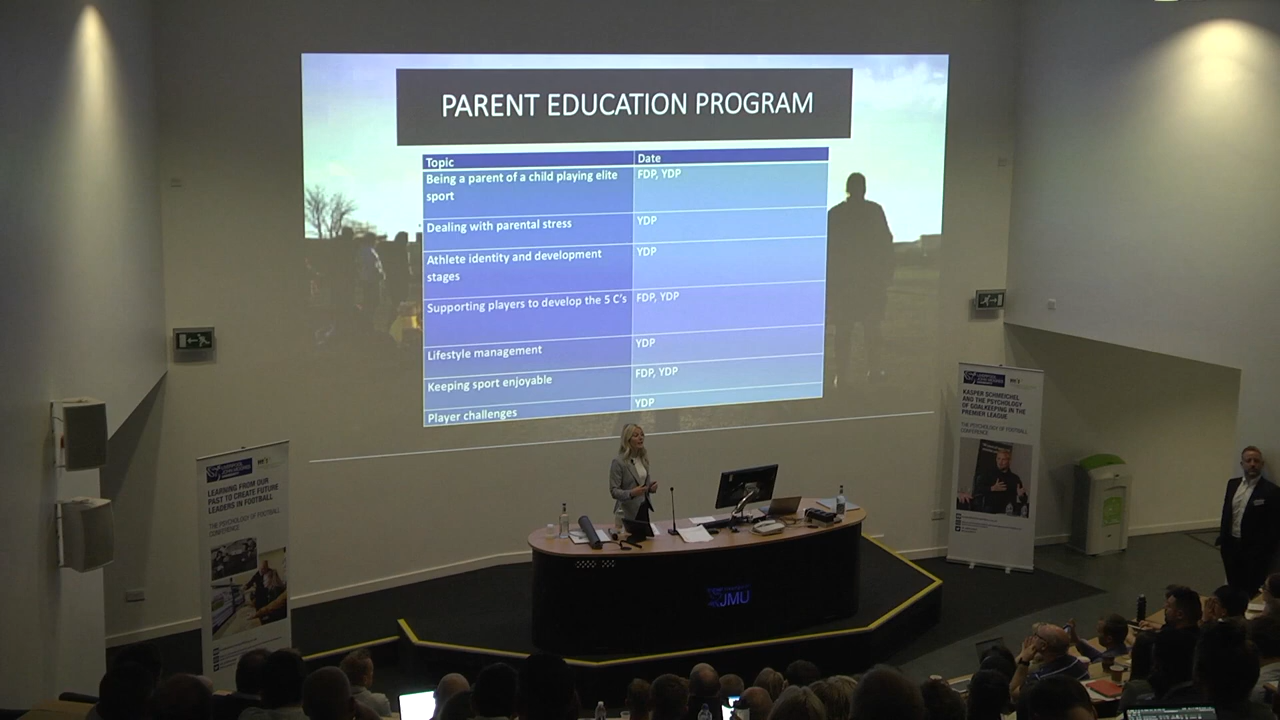 PARENT EDUCATION PROGRAM
Topic Date
Being a parent of a child playing elite FDP, YDP
sport
Dealing with parental stress YDP
Athlete identity and development YDP
stages
Supporting players to develop the 5 C's FDP, YDP
Lifestyle management YDP
Keeping sport enjoyable FDP, YDP
Player challenges YDP
LEARNING FROM OUR
PAST TO CREATE FUTURE
LEADERS IN FOOTBALL
THE PSYCHOLOGY OF FOOTBALL
CONFERENCE
KASPER SCHMEICHEL
AND THE PSYCHOLOGY
OF GOALKEEPING IN THE
PREMIER LEAGUE
THE PSYCHOLOGY OF FOOTBALL
CONFERENCE
JMU